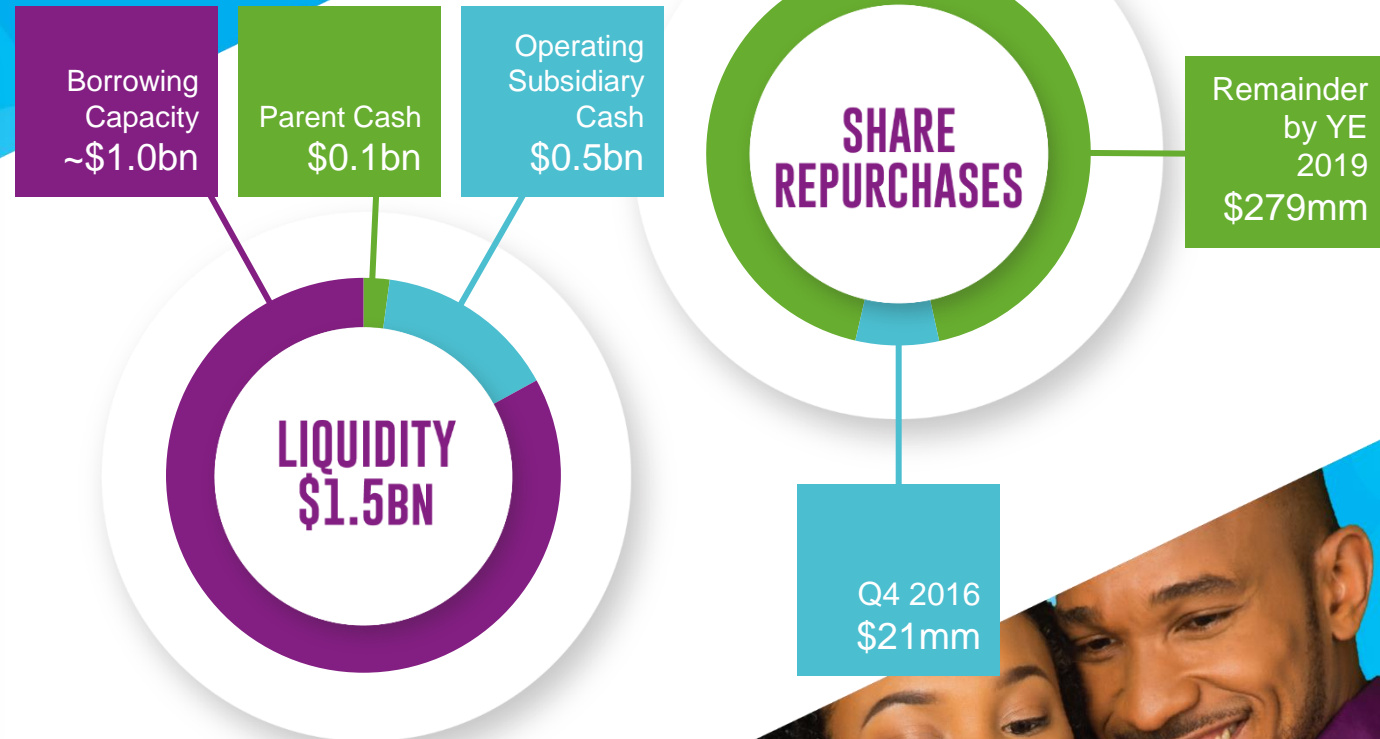 Borrowing
Capacity
~$1.0bn
Parent Cash
$0.1bn
Operating
Subsidiary
Cash
$0.5bn
LIQUIDITY
$1.5BN
SHARE
REPURCHASES
Remainder
by YE
2019
$279mm
Q4 2016
$21mm